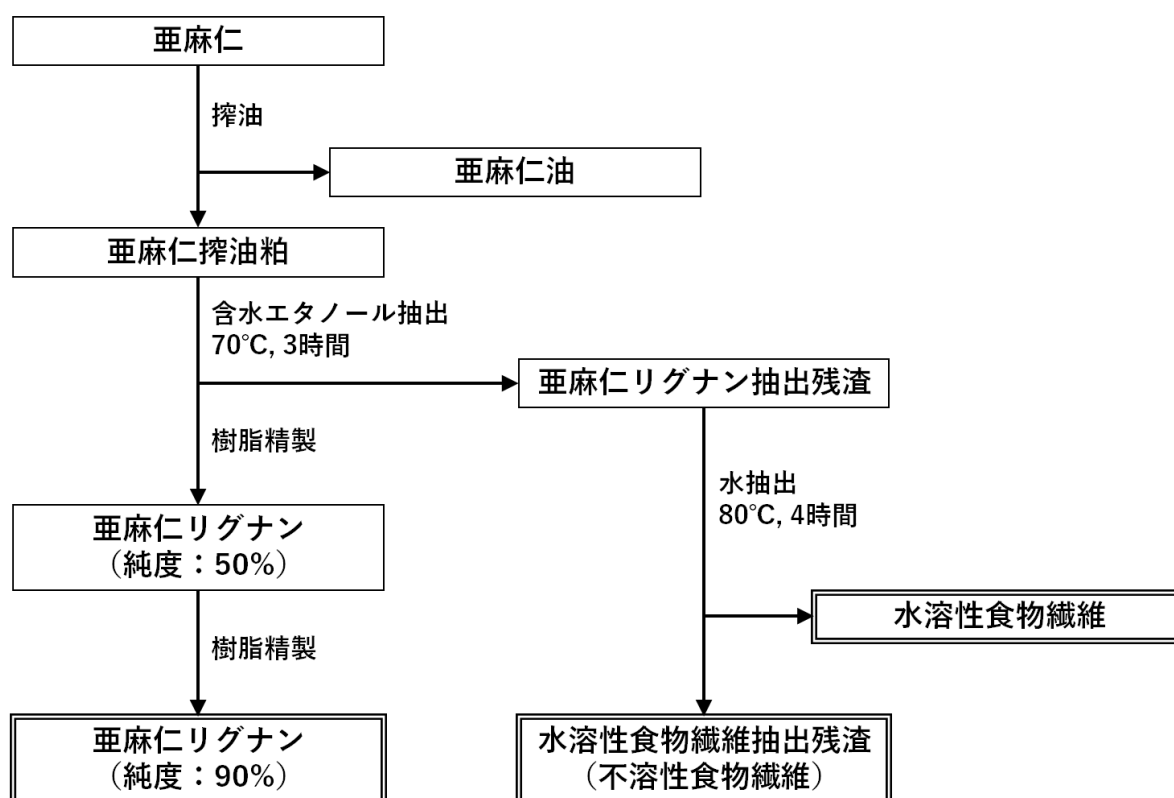 亜麻仁
搾油
亜麻仁油
亜麻仁搾油粕
含水エタノール抽出
70℃, 3時間
亜麻仁リグナン抽出残渣
樹脂精製
水抽出
80℃, 4時間
亜麻仁リグナン
（純度：50%）
水溶性食物繊維
樹脂精製
亜麻仁リグナン
（純度：90%）
水溶性食物繊維抽出残渣
（不溶性食物繊維）